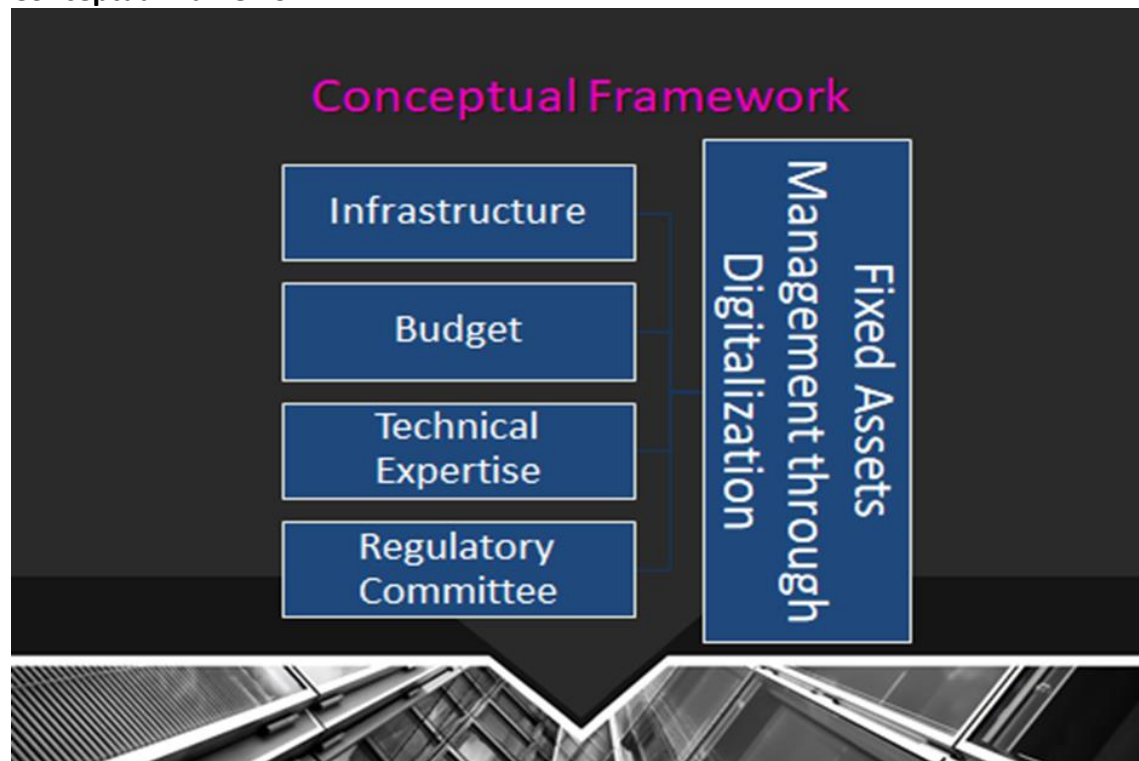 Conceptual Framework
Infrastructure
Budget
Technical
Expertise
Regulatory
Committee
Fixed Assets
Management through
Digitalization